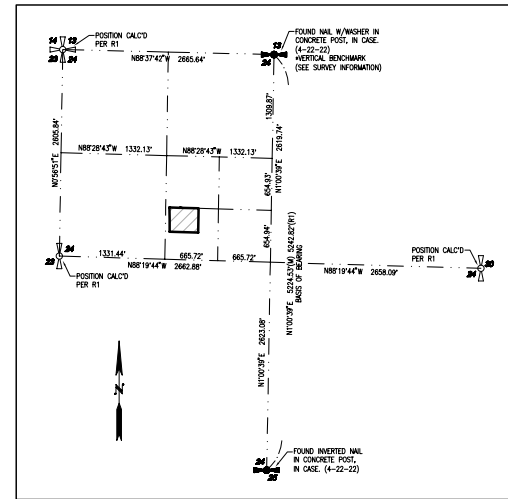 14 13
23 24
POSITION CALC'D
PER R1
N88°37'42"W 2665.64'
13
24
FOUND NAIL W/WASHER IN
CONCRETE POST, IN CASE.
(4-22-22)
*VERTICAL BENCHMARK
(SEE SURVEY INFORMATION)
1309.87'
N1°00'39"E 2619.74'
N0°56'51"E 2605.84'
N88°28'43"W 1332.13'
N88°28'43"W 1332.13'
654.93'
654.94'
24
23
POSITION CALC'D
PER R1
1331.44'
665.72'
665.72'
N88°19'44"W 2662.88'
N1°00'39"E 5224.53'(M) 5242.82'(R1)
BASIS OF BEARING
N88°19'44"W 2658.09'
POSITION CALC'D
PER R1
24
N1°00'39"E 2623.08'
N
24
25
FOUND INVERTED NAIL
IN CONCRETE POST,
IN CASE. (4-22-22)